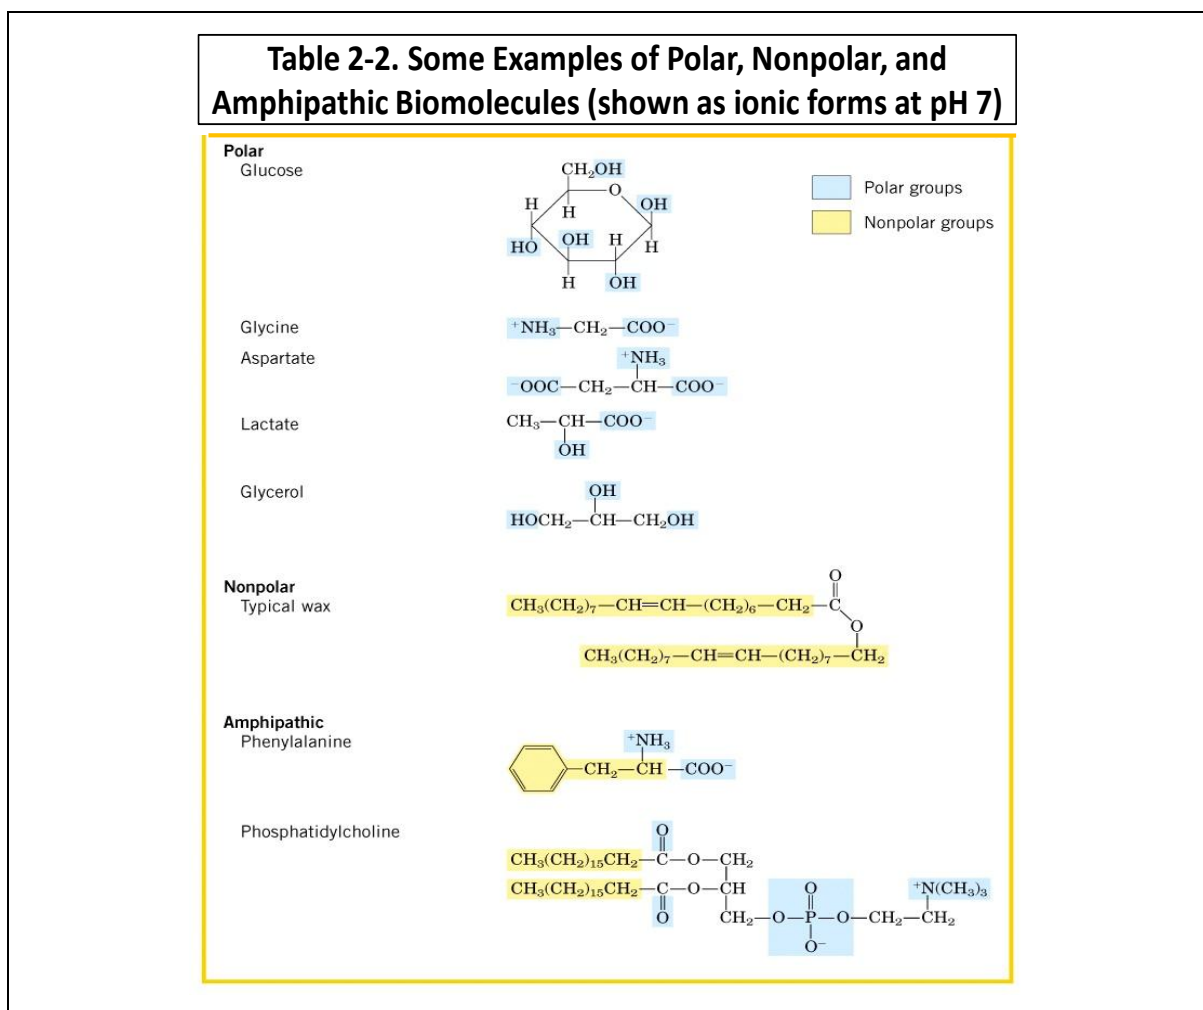 Table 2-2. Some Examples of Polar, Nonpolar, and
Amphipathic Biomolecules (shown as ionic forms at pH 7)
Polar
Glucose
CH₂OH
O
H
H
OH
HO
OH
H
H
H
OH
Polar groups
Nonpolar groups
Glycine
⁺NH₃—CH₂—COO⁻
Aspartate
⁺NH₃
⁻OOC—CH₂—CH—COO⁻
Lactate
CH₃—CH—COO⁻
OH
Glycerol
OH
HOCH₂—CH—CH₂OH
Nonpolar
Typical wax
O
CH₃(CH₂)₇—CH=CH—(CH₂)₆—CH₂—C
O
CH₃(CH₂)₇—CH=CH—(CH₂)₇—CH₂
Amphipathic
Phenylalanine
⁺NH₃
CH₂—CH—COO⁻
Phosphatidylcholine
O
CH₃(CH₂)₁₅CH₂—C—O—CH₂
CH₃(CH₂)₁₅CH₂—C—O—CH
O
O
⁺N(CH₃)₃
CH₂—O—P—O—CH₂—CH₂
O⁻